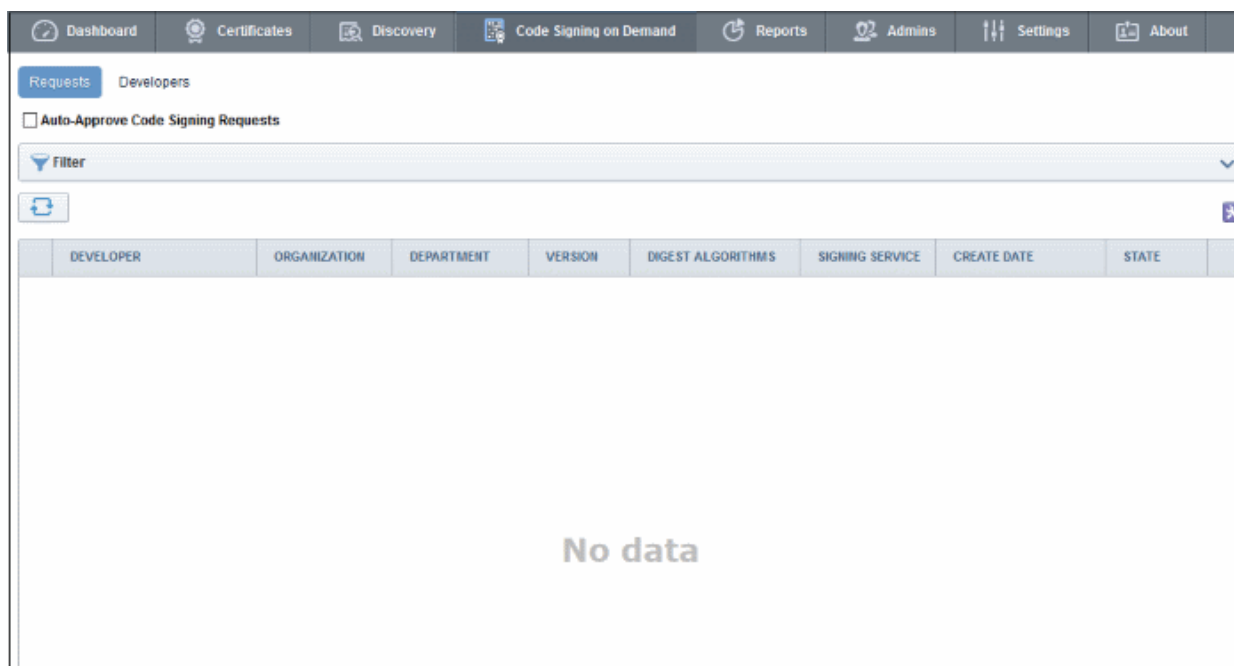 Dashboard Certificates Discovery Code Signing on Demand Reports Admins Settings About
Requests Developers
Auto-Approve Code Signing Requests
Filter
DEVELOPER ORGANIZATION DEPARTMENT VERSION DIGEST ALGORITHMS SIGNING SERVICE CREATE DATE STATE
No data